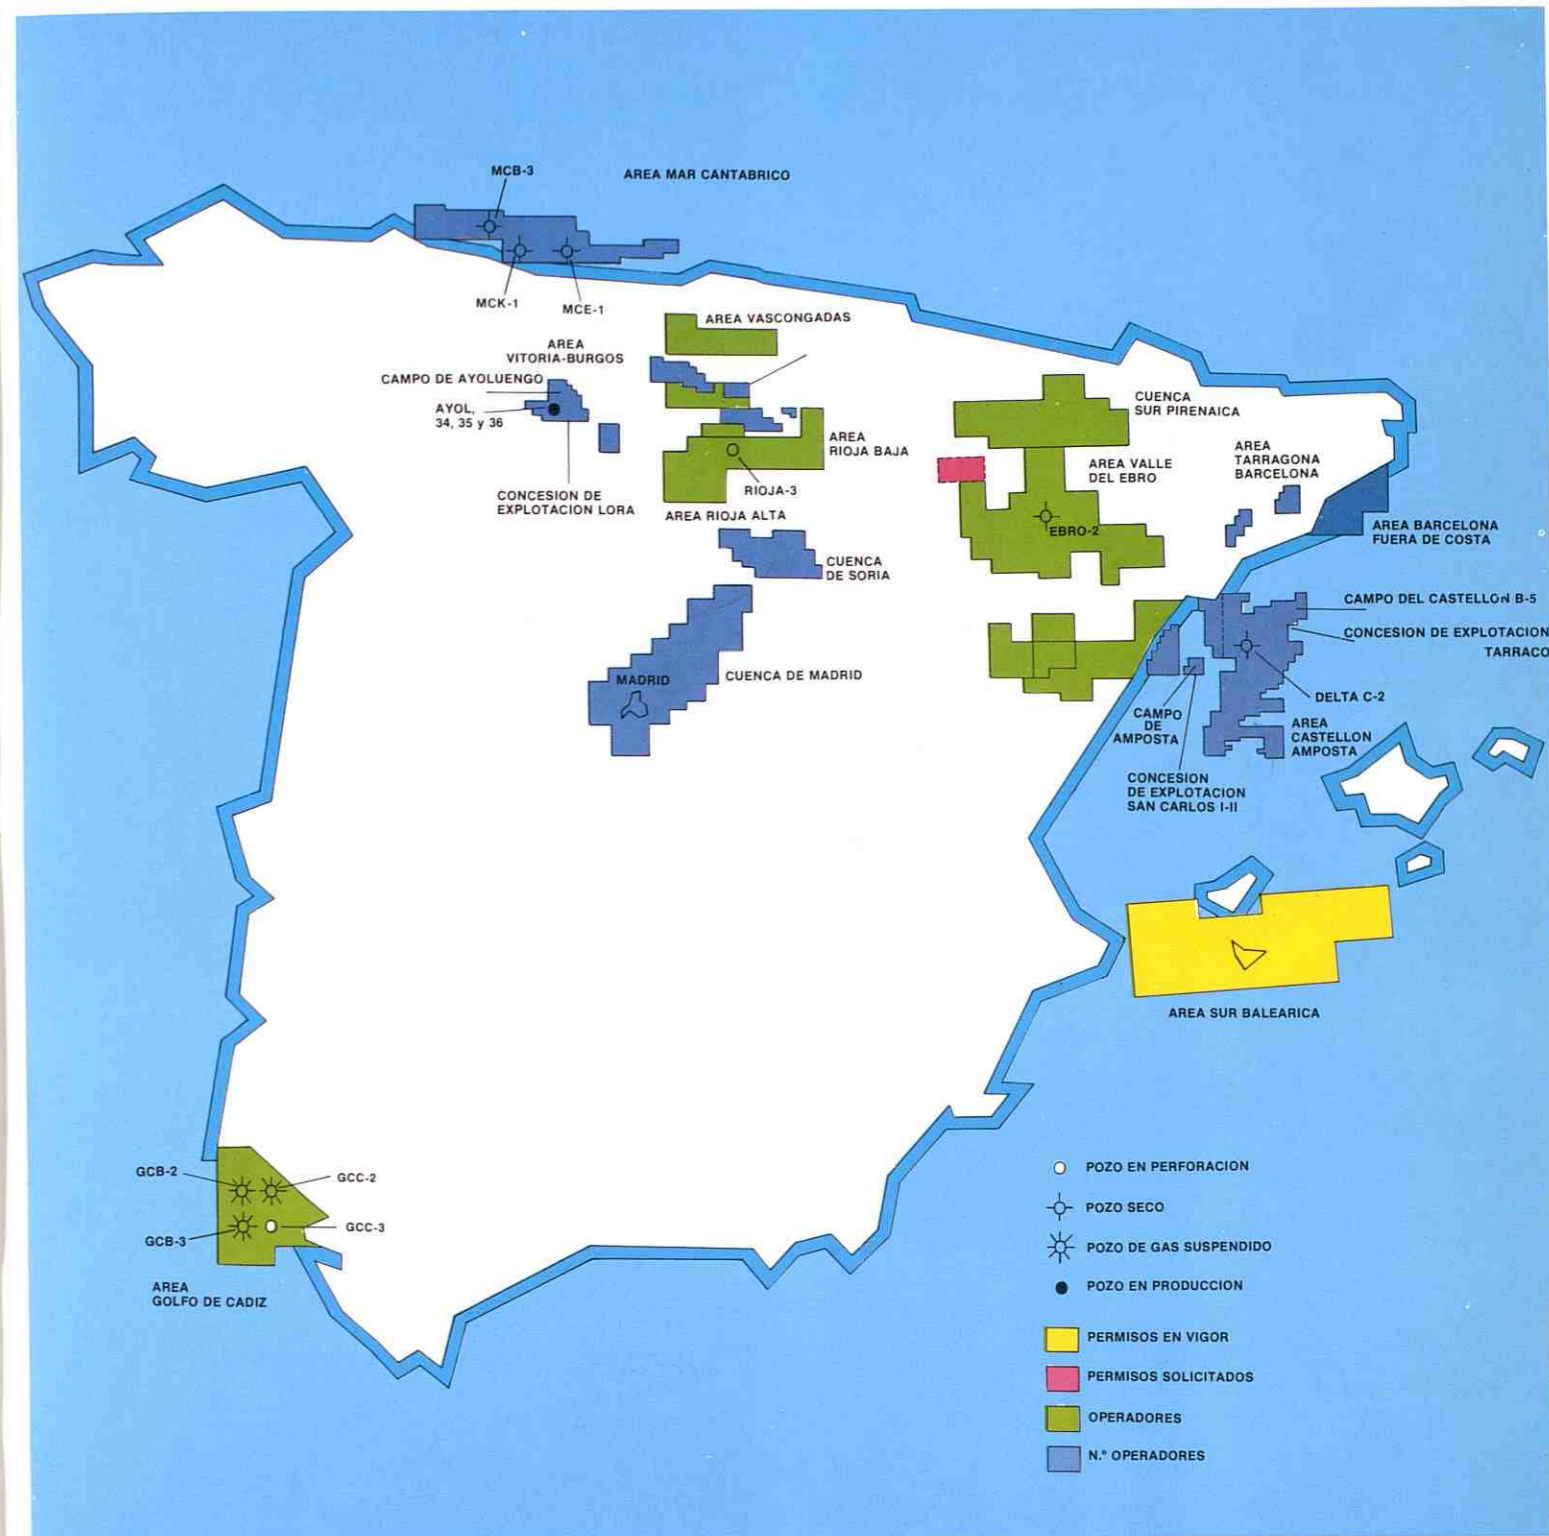 MCB-3
AREA MAR CANTABRICO
MCK-1
MCE-1
AREA VASCONGADAS
AREA
VITORIA-BURGOS
CAMPO DE AYOLUENGO
AYOL,
34, 35 y 36
CONCESION DE
EXPLOTACION LORA
AREA
RIOJA BAJA
RIOJA-3
AREA RIOJA ALTA
CUENCA
SUR PIRENAICA
AREA VALLE
DEL EBRO
EBRO-2
AREA
TARRAGONA
BARCELONA
AREA BARCELONA
FUERA DE COSTA
CUENCA
DE SORIA
MADRID
CUENCA DE MADRID
CAMPO DEL CASTELLON B-5
CONCESION DE EXPLOTACION
TARRACO
DELTA C-2
CAMPO
DE
AMPOSTA
AREA
CASTELLON
AMPOSTA
CONCESION
DE EXPLOTACION
SAN CARLOS I-II
AREA SUR BALEARICA
GCB-2
GCC-2
GCB-3
GCC-3
AREA
GOLFO DE CADIZ
POZO EN PERFORACION
POZO SECO
POZO DE GAS SUSPENDIDO
POZO EN PRODUCCION
PERMISOS EN VIGOR
PERMISOS SOLICITADOS
OPERADORES
N.° OPERADORES